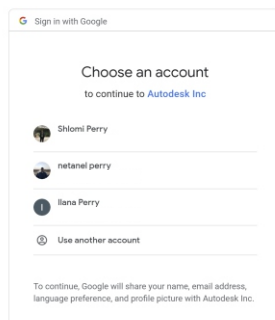 Sign in with Google
Choose an account
to continue to Autodesk Inc
Shlomi Perry
netanel perry
I
Ilana Perry
Use another account
To continue, Google will share your name, email address,
language preference, and profile picture with Autodesk Inc.